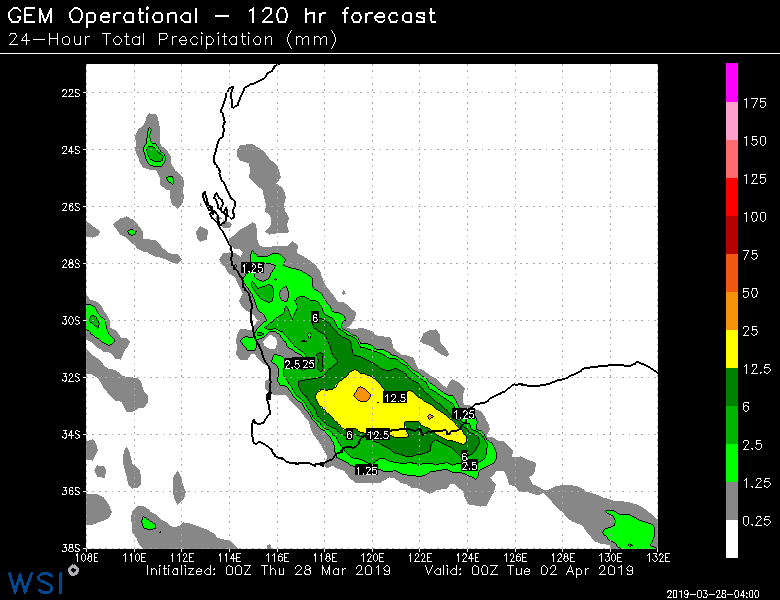 GEM Operational — 120 hr forecast
24—Hour Total Precipitation (mm)
22S
24S
26S
28S
30S
32S
34S
36S
38S
1.25
6
2.5
25
12.5
1.25
6
12.5
6
2.5
1.25
175
150
125
100
75
50
25
12.5
6
2.5
1.25
0.25
108E 110E 112E 114E 116E 118E 120E 122E 124E 126E 128E 130E 132E
Initialized: 00Z Thu 28 Mar 2019 Valid: 00Z Tue 02 Apr 2019
WSI
2019-03-28-04:00